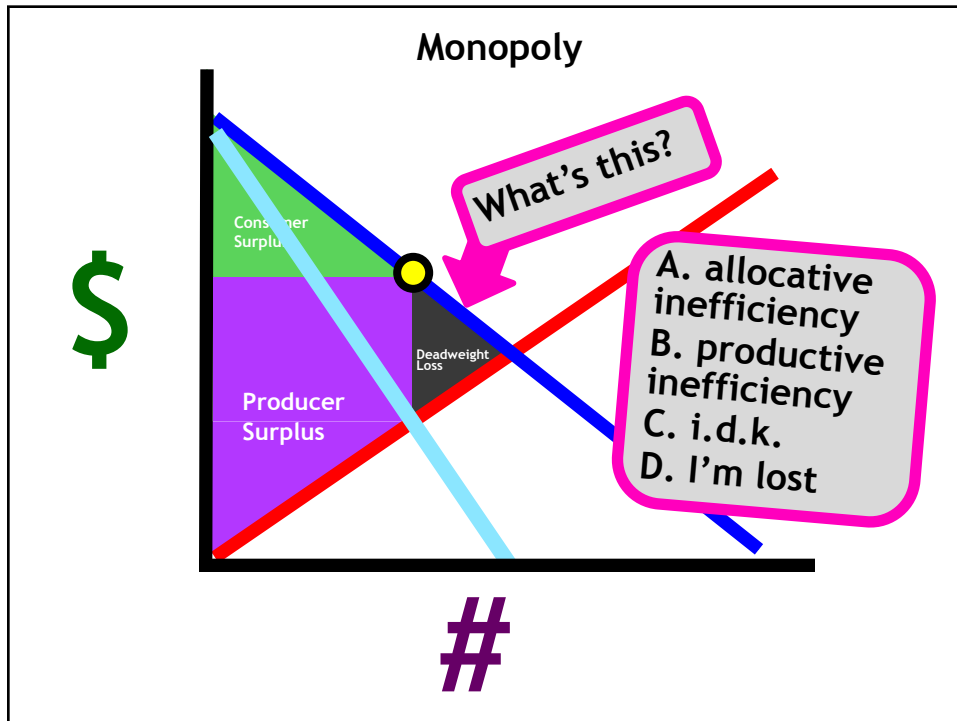 Monopoly
What's this?
$
Consumer
Surplus
Deadweight
Loss
Producer
Surplus
A. allocative
inefficiency
B. productive
inefficiency
C. i.d.k.
D. I'm lost
#